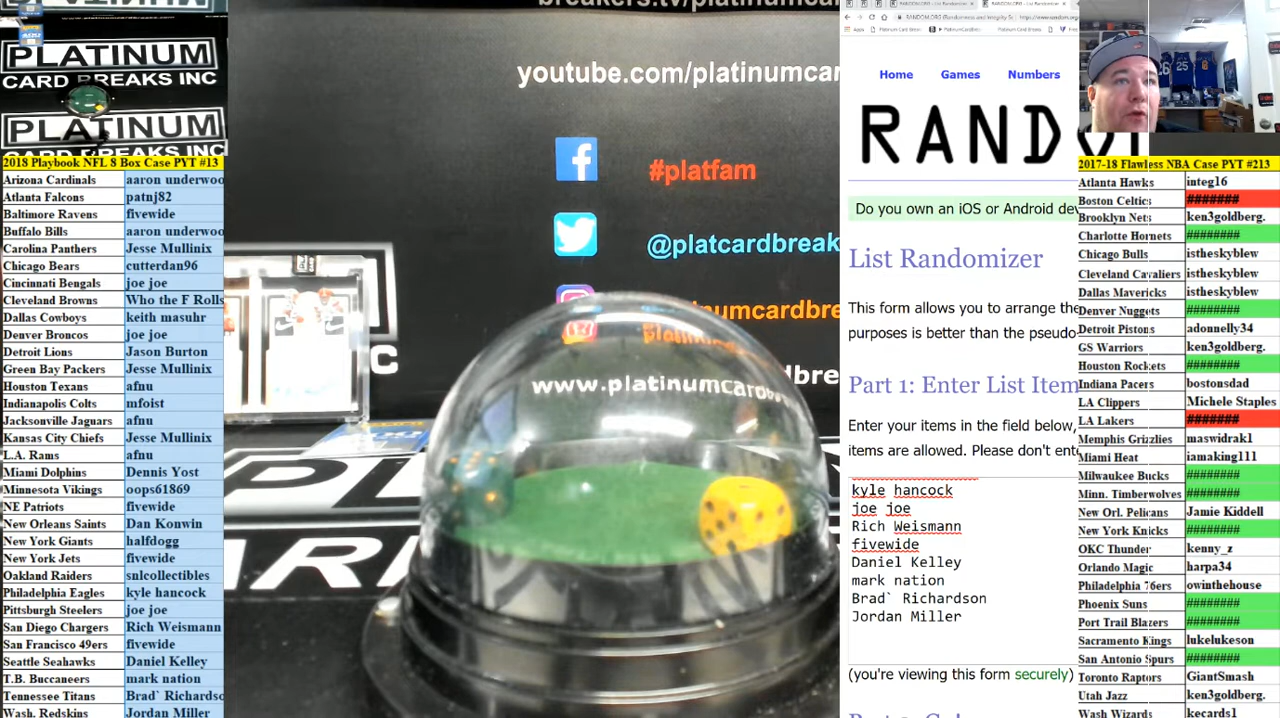 PLATINUM
CARD BREAKS INC
PLATINUM
2018 Playbook NFL 8 Box Case PYT #13
Arizona Cardinals aaron underwoo
Atlanta Falcons patnj82
Baltimore Ravens fivewide
Buffalo Bills aaron underwoo
Carolina Panthers Jesse Mullinix
Chicago Bears cutterdan96
Cincinnati Bengals joe joe
Cleveland Browns Who the F Rolls
Dallas Cowboys keith masuhr
Denver Broncos joe joe
Detroit Lions Jason Burton
Green Bay Packers Jesse Mullinix
Houston Texans afnu
Indianapolis Colts mfoist
Jacksonville Jaguars afnu
Kansas City Chiefs Jesse Mullinix
L.A. Rams afnu
Miami Dolphins Dennis Yost
Minnesota Vikings oops61869
NE Patriots fivewide
New Orleans Saints Dan Konwin
New York Giants halfdogg
New York Jets fivewide
Oakland Raiders snlcollectibles
Philadelphia Eagles kyle hancock
Pittsburgh Steelers joe joe
San Diego Chargers Rich Weismann
San Francisco 49ers fivewide
Seattle Seahawks Daniel Kelley
T.B. Buccaneers mark nation
Tennessee Titans Brad` Richardso
Wash. Redskins Jordan Miller
breakers.tv/platinumca
youtube.com/platinumcar
#platfam
@platcardbreak
numcardbre
www.platinumcardbre
Home Games Numbers
RANDO
Do you own an iOS or Android dev
List Randomizer
This form allows you to arrange the
purposes is better than the pseudo-
Part 1: Enter List Item
Enter your items in the field below,
items are allowed. Please don't ente
kyle hancock
joe joe
Rich Weismann
fivewide
Daniel Kelley
mark nation
Brad` Richardson
Jordan Miller
(you're viewing this form securely)
2017-18 Flawless NBA Case PYT #213
Atlanta Hawks integ16
Boston Celtics #######
Brooklyn Nets ken3goldberg.
Charlotte Hornets ########
Chicago Bulls istheskyblew
Cleveland Cavaliers istheskyblew
Dallas Mavericks istheskyblew
Denver Nuggets ########
Detroit Pistons adonnelly34
GS Warriors ken3goldberg.
Houston Rockets ########
Indiana Pacers bostonsdad
LA Clippers Michele Staples
LA Lakers #######
Memphis Grizzlies maswidrak1
Miami Heat iamaking111
Milwaukee Bucks ########
Minn. Timberwolves ########
New Orl. Pelicans Jamie Kiddell
New York Knicks ########
OKC Thunder kenny_z
Orlando Magic harpa34
Philadelphia 76ers owinthehouse
Phoenix Suns ########
Port Trail Blazers ########
Sacramento Kings lukelukeson
San Antonio Spurs ########
Toronto Raptors GiantSmash
Utah Jazz ken3goldberg.
Wash Wizards kecards1